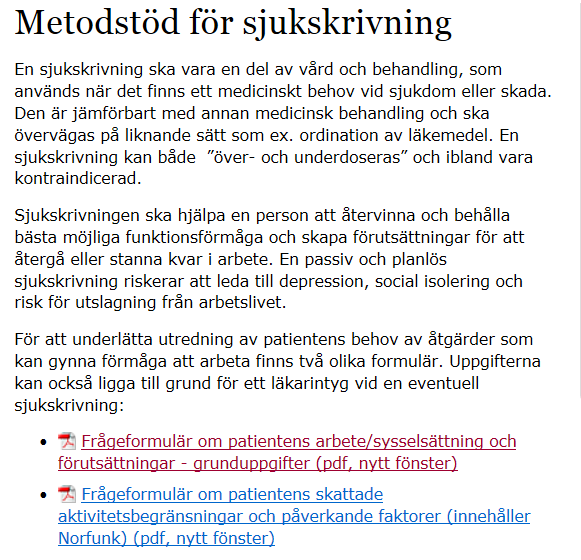 Metodstöd för sjukskrivning
En sjukskrivning ska vara en del av vård och behandling, som
används när det finns ett medicinskt behov vid sjukdom eller skada.
Den är jämförbart med annan medicinsk behandling och ska
övervägas på liknande sätt som ex. ordination av läkemedel. En
sjukskrivning kan både  ”över- och underdoseras” och ibland vara
kontraindicerad.
Sjukskrivningen ska hjälpa en person att återvinna och behålla
bästa möjliga funktionsförmåga och skapa förutsättningar för att
återgå eller stanna kvar i arbete. En passiv och planlös
sjukskrivning riskerar att leda till depression, social isolering och
risk för utslagning från arbetslivet.
För att underlätta utredning av patientens behov av åtgärder som
kan gynna förmåga att arbeta finns två olika formulär. Uppgifterna
kan också ligga till grund för ett läkarintyg vid en eventuell
sjukskrivning:
• Frågeformulär om patientens arbete/sysselsättning och
förutsättningar - grunduppgifter (pdf, nytt fönster)
• Frågeformulär om patientens skattade
aktivitetsbegränsningar och påverkande faktorer (innehåller
Norfunk) (pdf, nytt fönster)